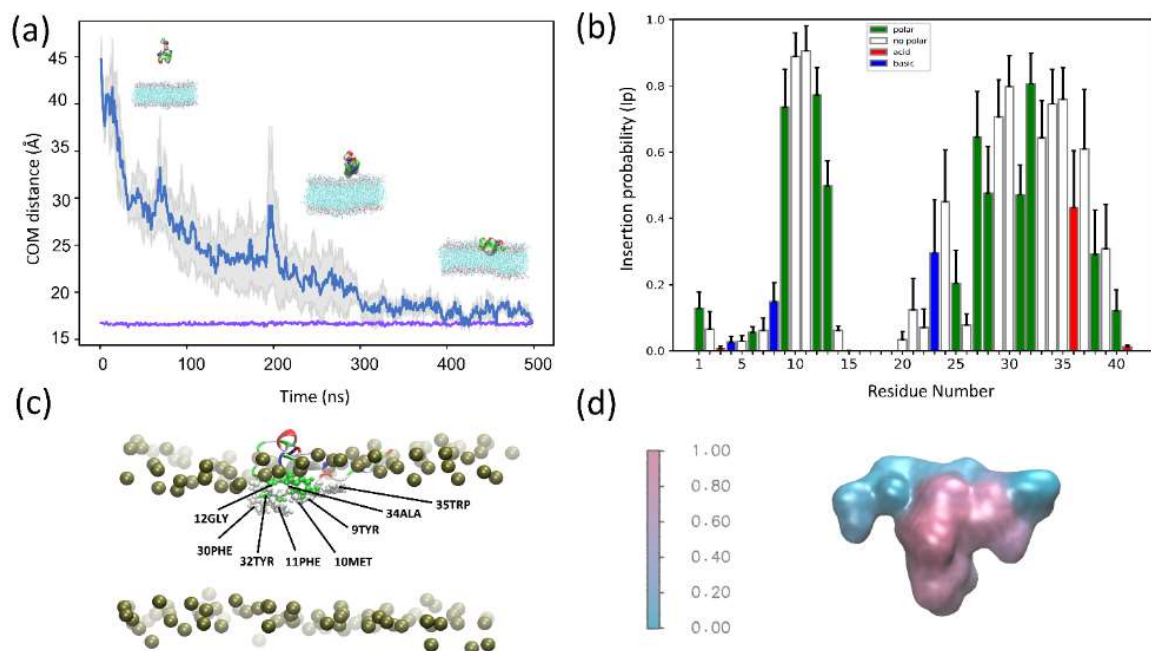 (a)
COM distance (Å)
45
40
35
30
25
20
15
0
100
200
300
400
500
Time (ns)
(b)
Insertion probability (Ip)
1.0
0.8
0.6
0.4
0.2
0.0
polar
no polar
acid
basic
1
5
10
15
20
25
30
35
40
Residue Number
(c)
12GLY
30PHE
32TYR
11PHE
10MET
9TYR
34ALA
35TRP
(d)
1.00
0.80
0.60
0.40
0.20
0.00